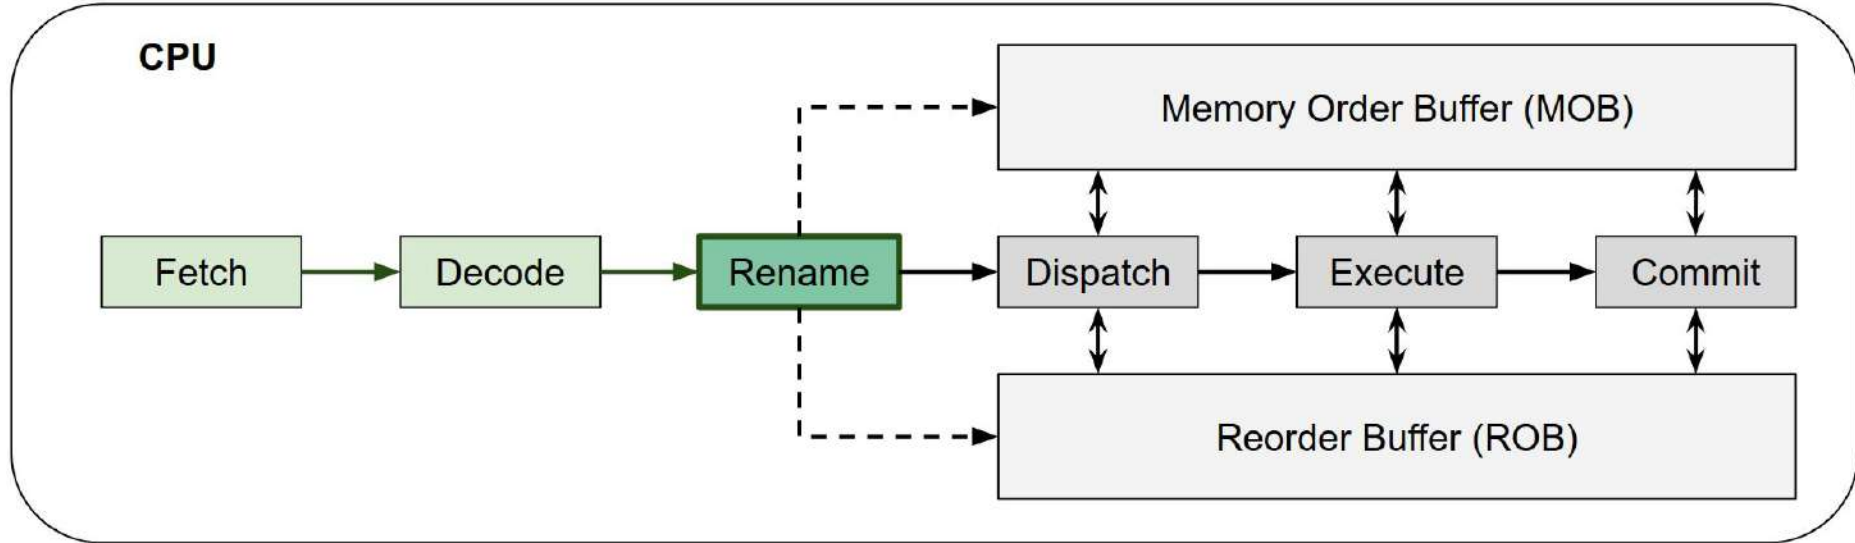 CPU
Memory Order Buffer (MOB)
Fetch
Decode
Rename
Dispatch
Execute
Commit
Reorder Buffer (ROB)